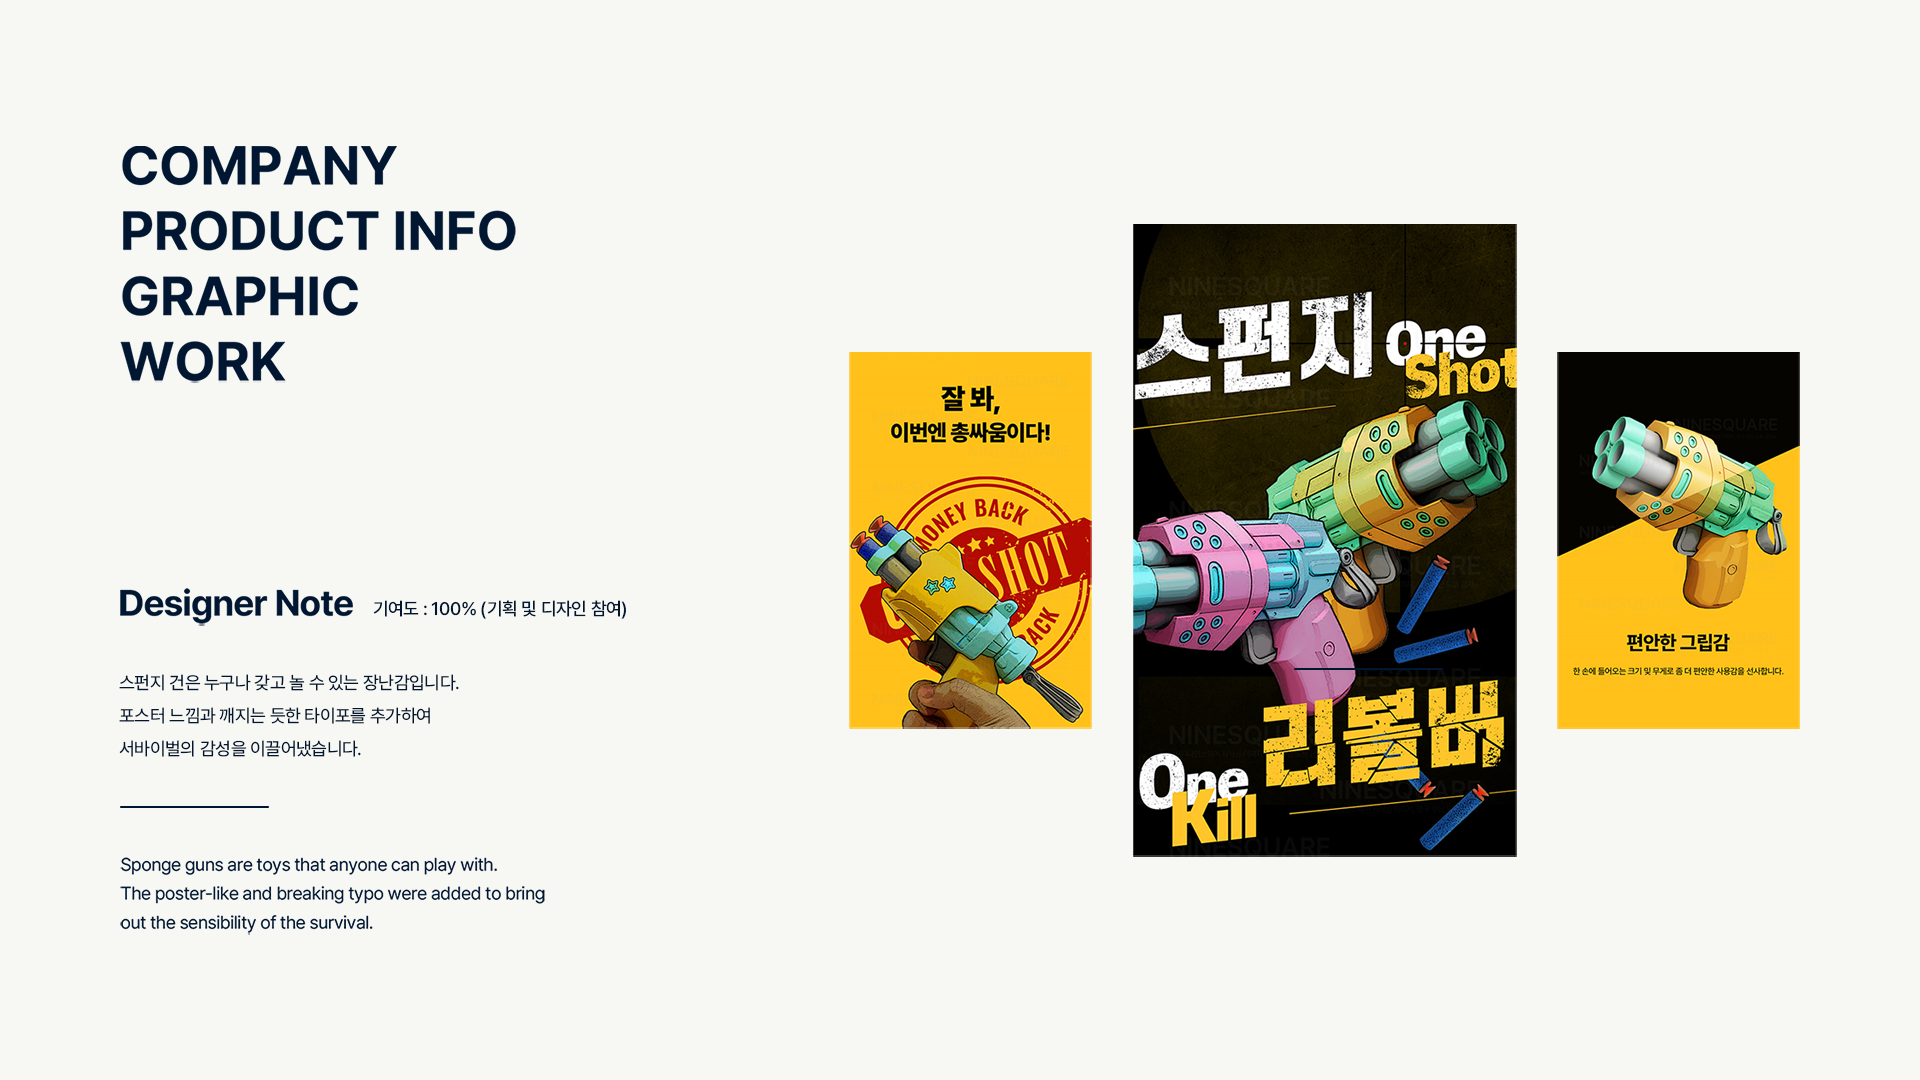 COMPANY
PRODUCT INFO
GRAPHIC
WORK
Designer Note 기여도 : 100% (기획 및 디자인 참여)
스펀지 건은 누구나 갖고 놀 수 있는 장난감입니다.
포스터 느낌과 깨지는 듯한 타이포를 추가하여
서바이벌의 감성을 이끌어냈습니다.
Sponge guns are toys that anyone can play with.
The poster-like and breaking typo were added to bring
out the sensibility of the survival.
잘 봐,
이번엔 총싸움이다!
MONEY BACK
SHOT
NINESQUARE
스펀지 One
Shot
리볼버
One
Kill
NINESQUARE
편안한 그립감
한 손에 들어오는 크기 및 무게로 좀 더 편안한 사용감을 선사합니다.